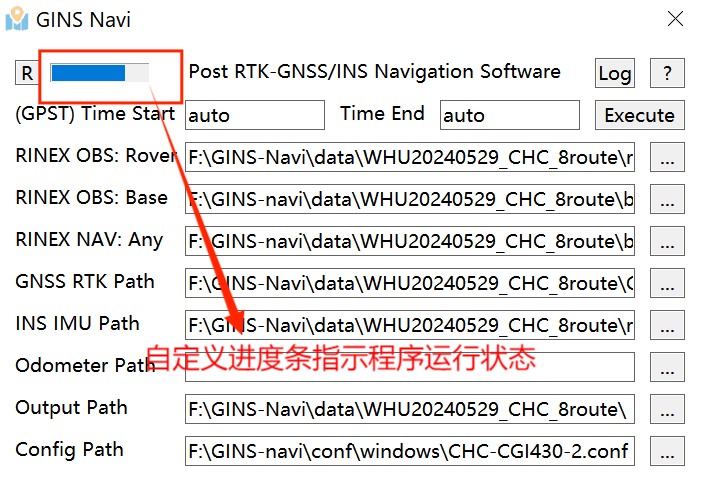 GINS Navi
R Post RTK-GNSS/INS Navigation Software Log ?
(GPST) Time Start auto Time End auto Execute
RINEX OBS: Rover F:\GINS-Navi\data\WHU20240529_CHC_8route\r ...
RINEX OBS: Base F:\GINS-navi\data\WHU20240529_CHC_8route\b ...
RINEX NAV: Any F:\GINS-navi\data\WHU20240529_CHC_8route\b ...
GNSS RTK Path F:\GINS-Navi\data\WHU20240529_CHC_8route\ ...
INS IMU Path F:\GINS-Navi\data\WHU20240529_CHC_8route\r ...
自定义进度条指示程序运行状态
Odometer Path ...
Output Path F:\GINS-Navi\data\WHU20240529_CHC_8route\ ...
Config Path F:\GINS-navi\conf\windows\CHC-CGI430-2.conf ...